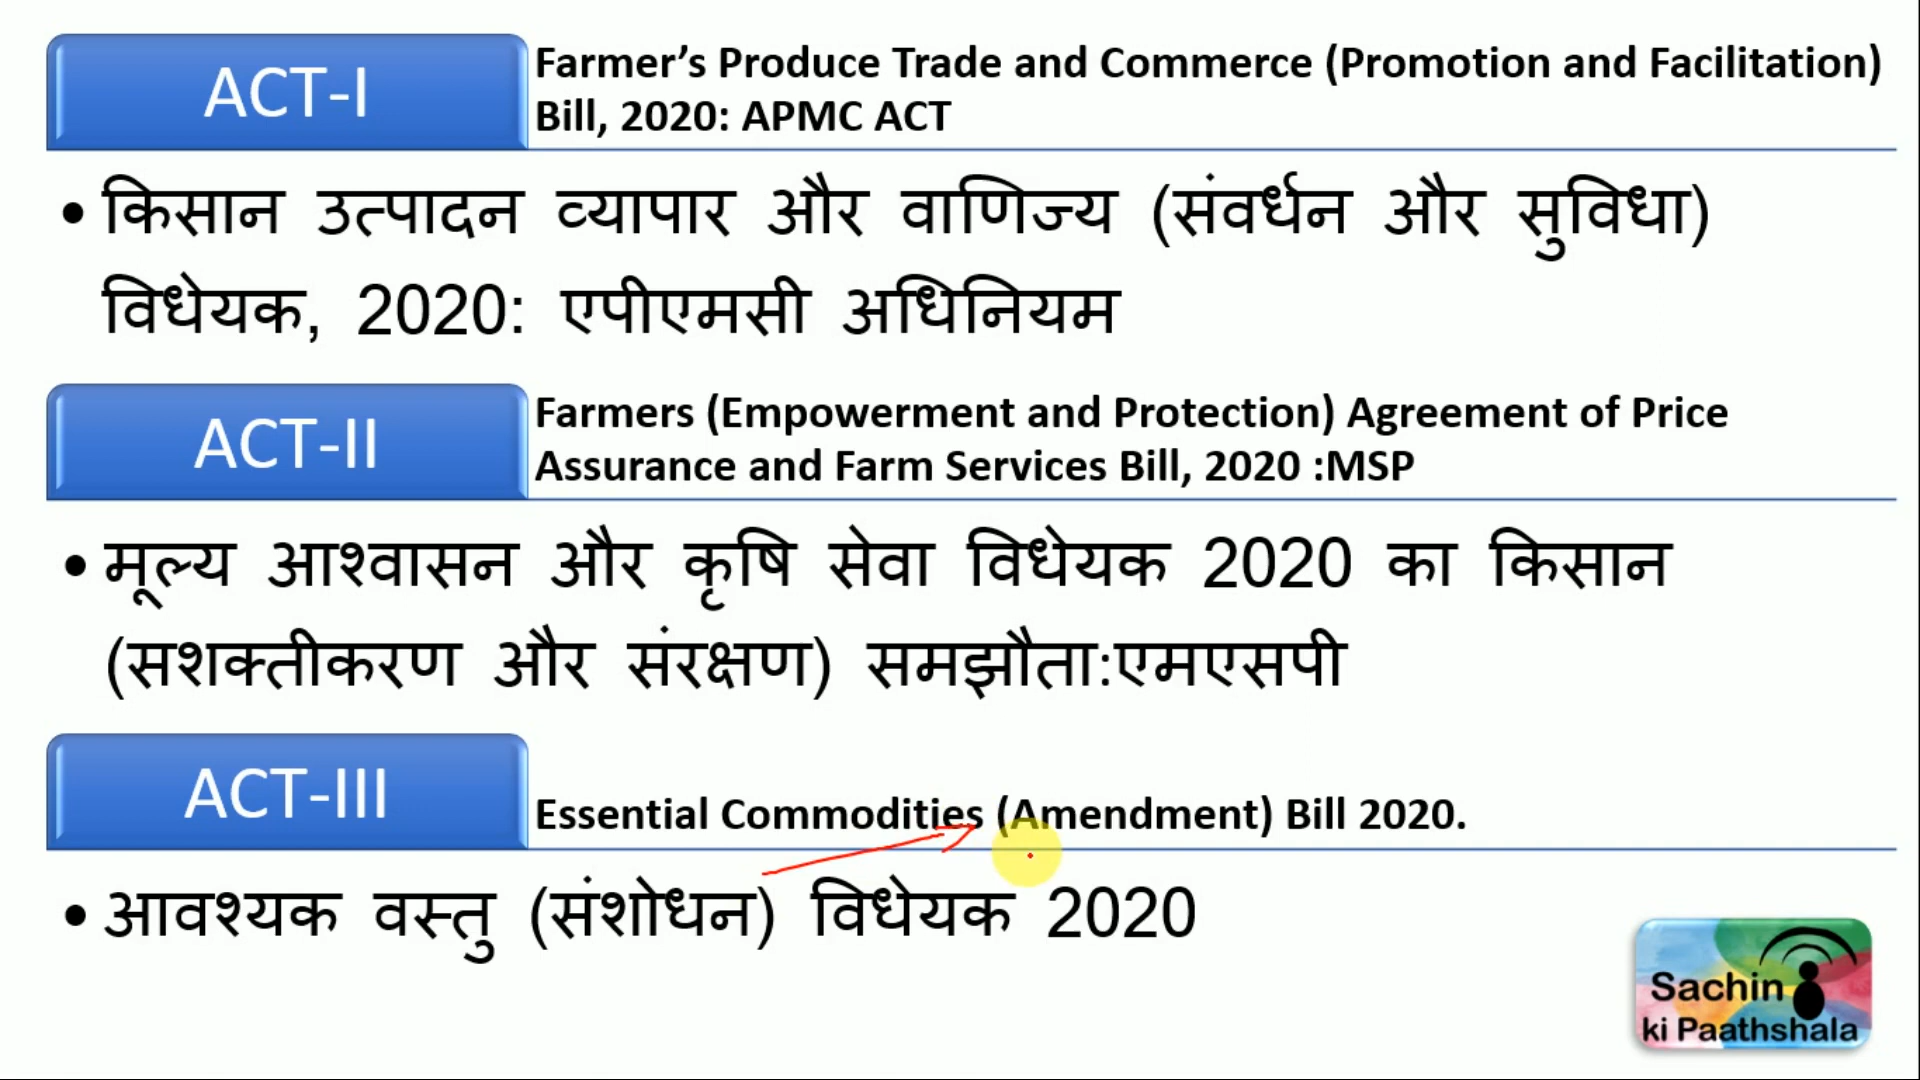 ACT-I
Farmer’s Produce Trade and Commerce (Promotion and Facilitation)
Bill, 2020: APMC ACT
• किसान उत्पादन व्यापार और वाणिज्य (संवर्धन और सुविधा)
विधेयक, 2020: एपीएमसी अधिनियम
ACT-II
Farmers (Empowerment and Protection) Agreement of Price
Assurance and Farm Services Bill, 2020 :MSP
• मूल्य आश्वासन और कृषि सेवा विधेयक 2020 का किसान
(सशक्तीकरण और संरक्षण) समझौता:एमएसपी
ACT-III
Essential Commodities (Amendment) Bill 2020.
• आवश्यक वस्तु (संशोधन) विधेयक 2020
Sachin
ki Paathshala